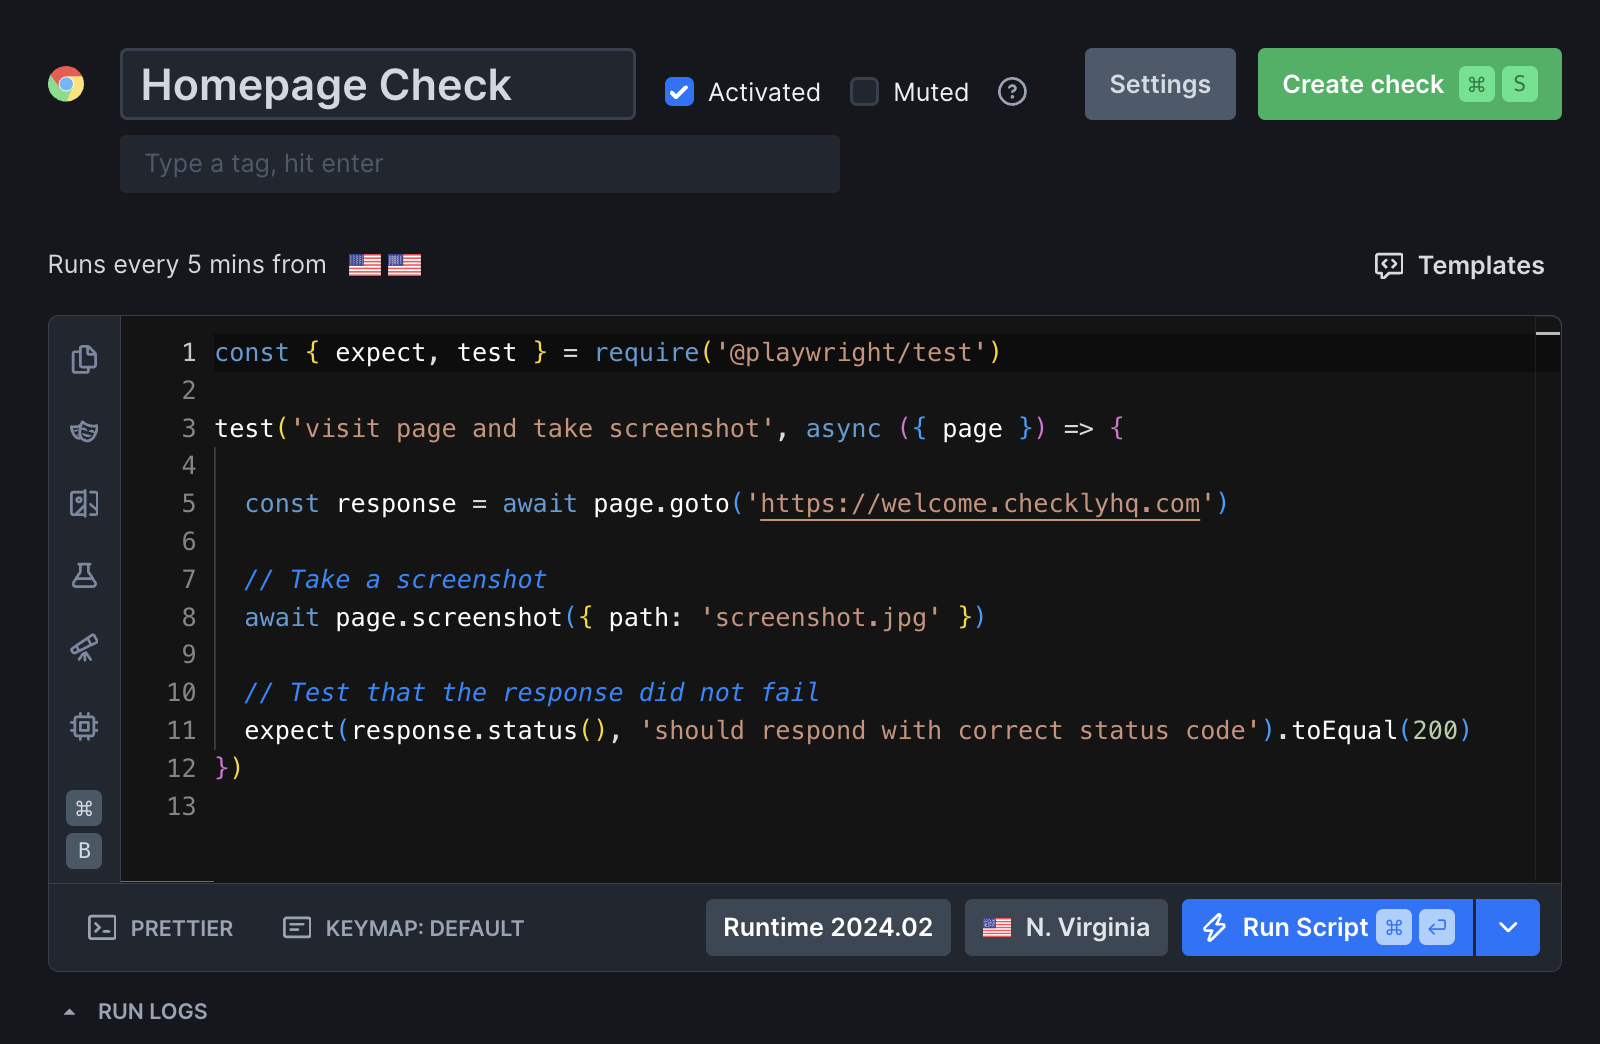 Homepage Check
Activated
Muted
?
Settings
Create check ⌘ S
Type a tag, hit enter
Runs every 5 mins from
Templates
1 const { expect, test } = require('@playwright/test')
2
3 test('visit page and take screenshot', async ({ page }) => {
4
5 const response = await page.goto('https://welcome.checklyhq.com')
6
7 // Take a screenshot
8 await page.screenshot({ path: 'screenshot.jpg' })
9
10 // Test that the response did not fail
11 expect(response.status(), 'should respond with correct status code').toEqual(200)
12 })
13
⌘
B
PRETTIER
KEYMAP: DEFAULT
Runtime 2024.02
N. Virginia
Run Script ⌘ ↵
RUN LOGS